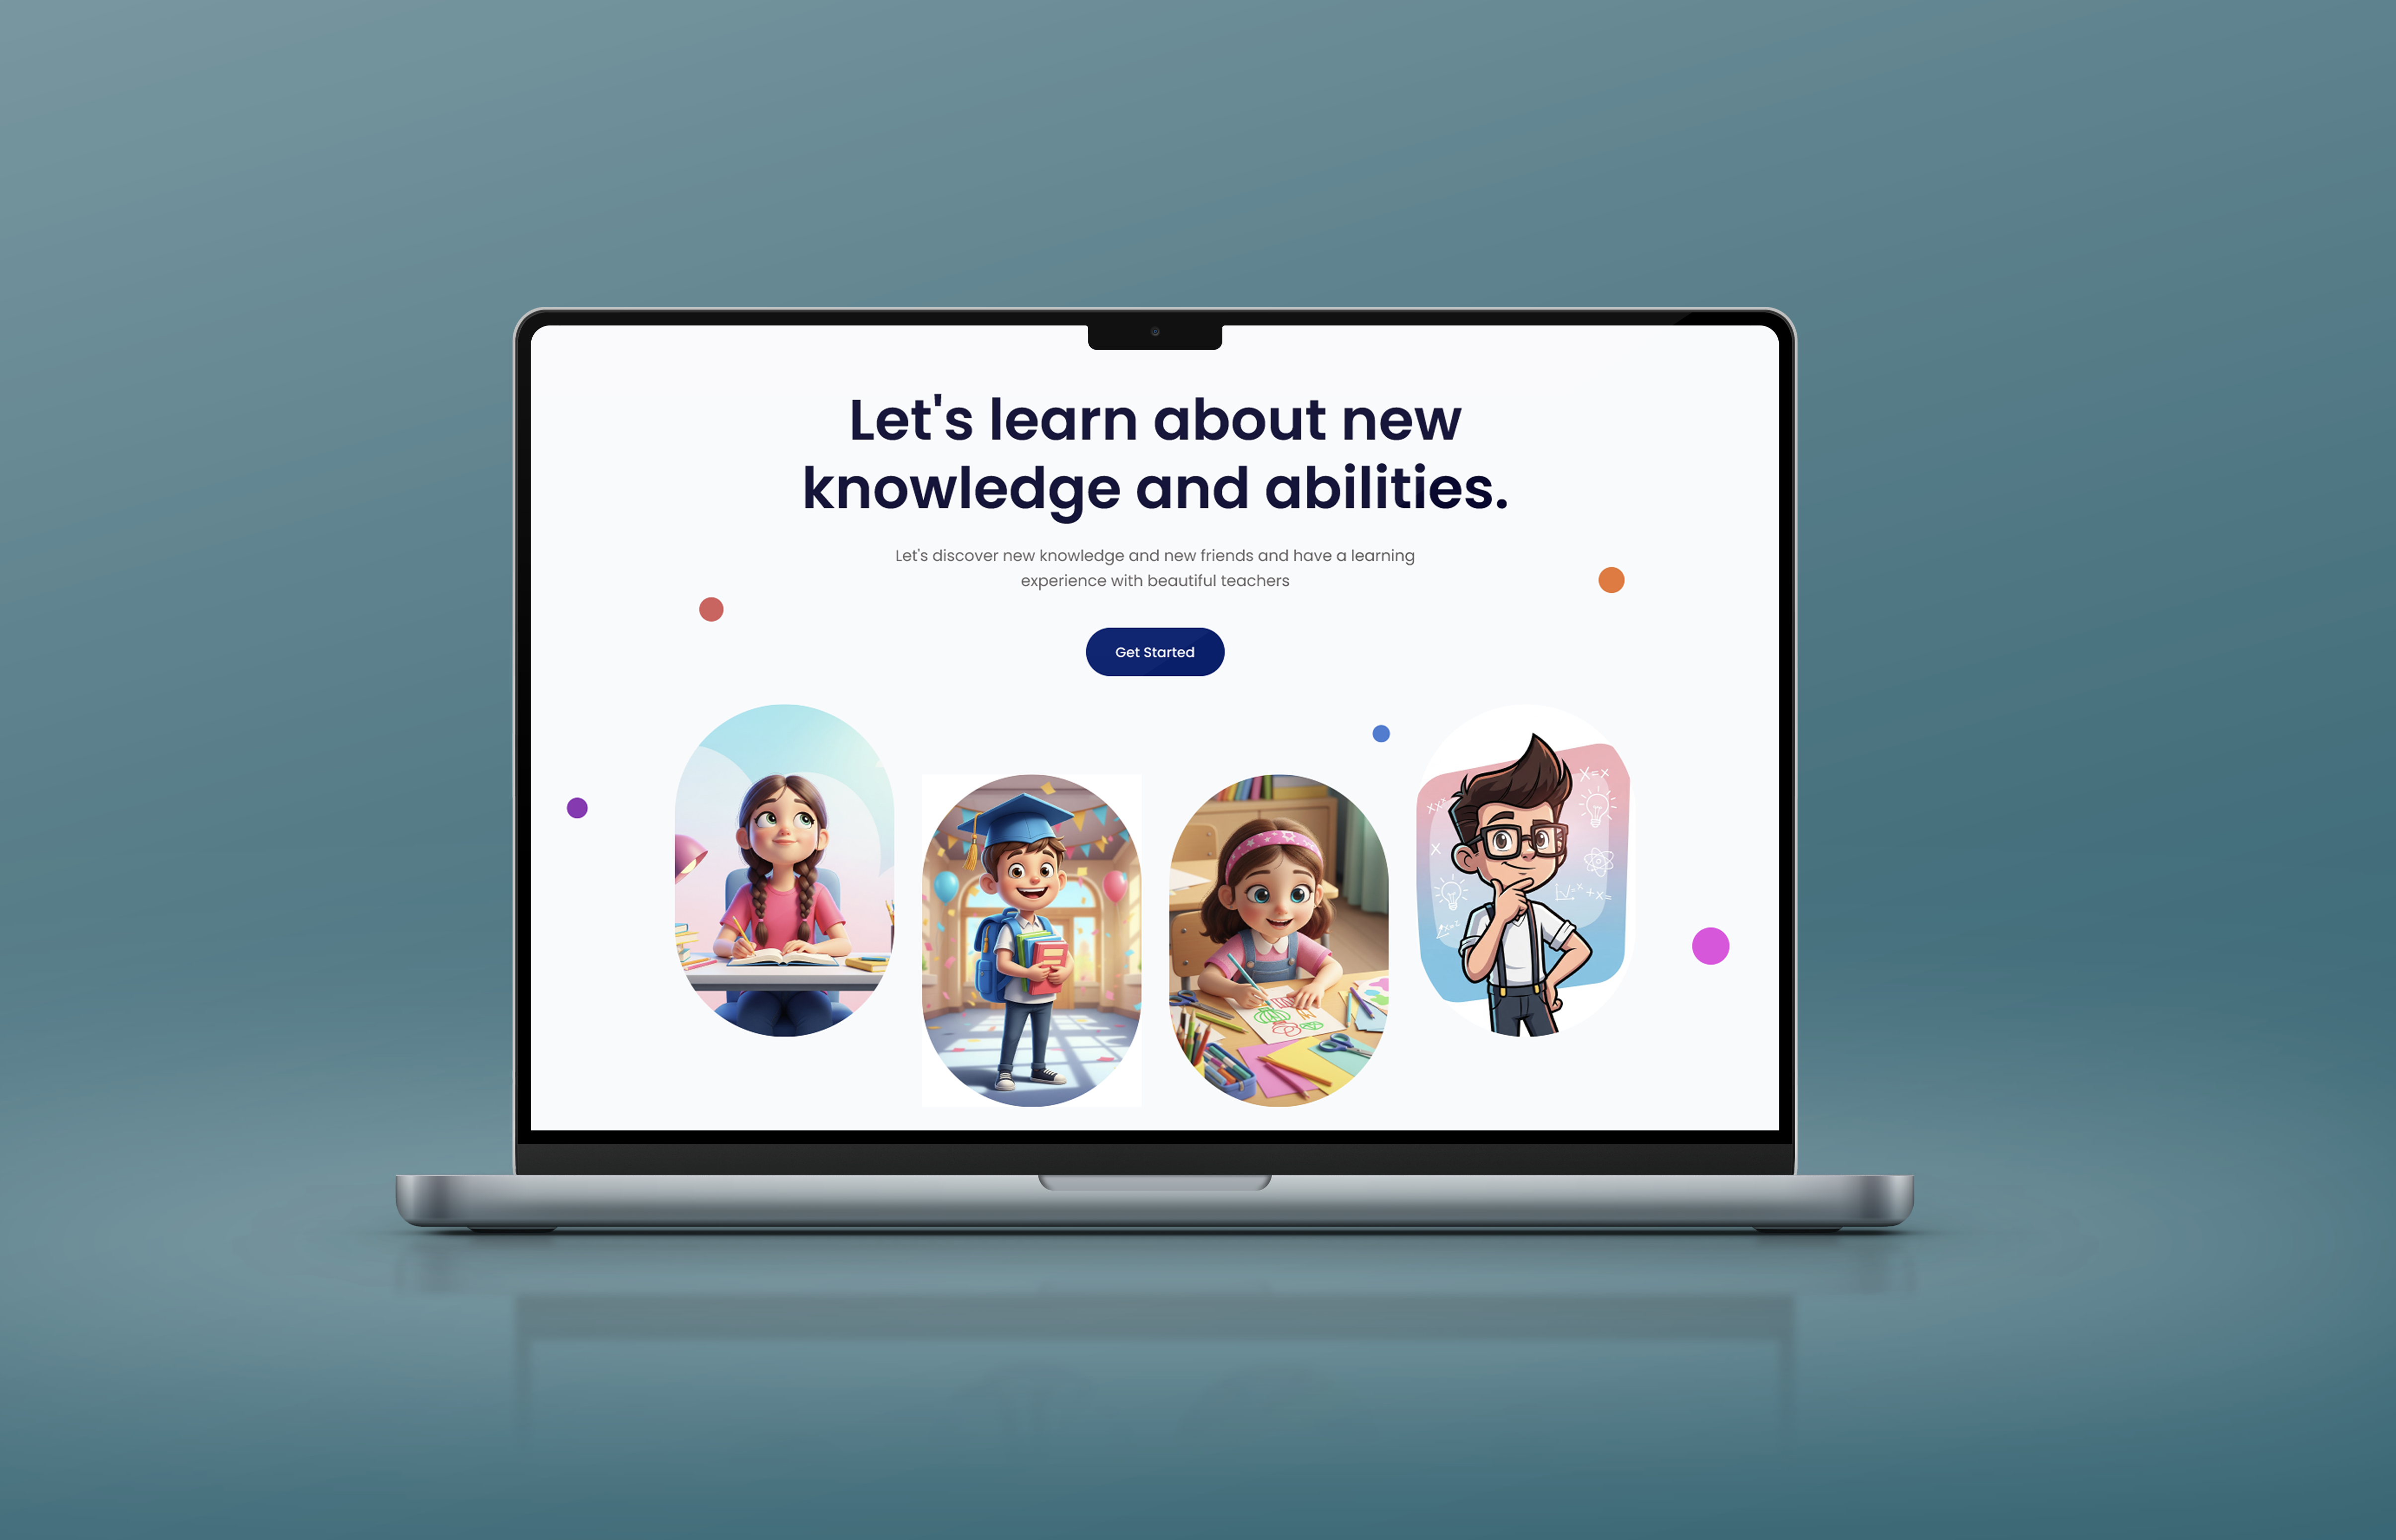 Let's learn about new
knowledge and abilities.
Let's discover new knowledge and new friends and have a learning
experience with beautiful teachers
Get Started
X=x
X